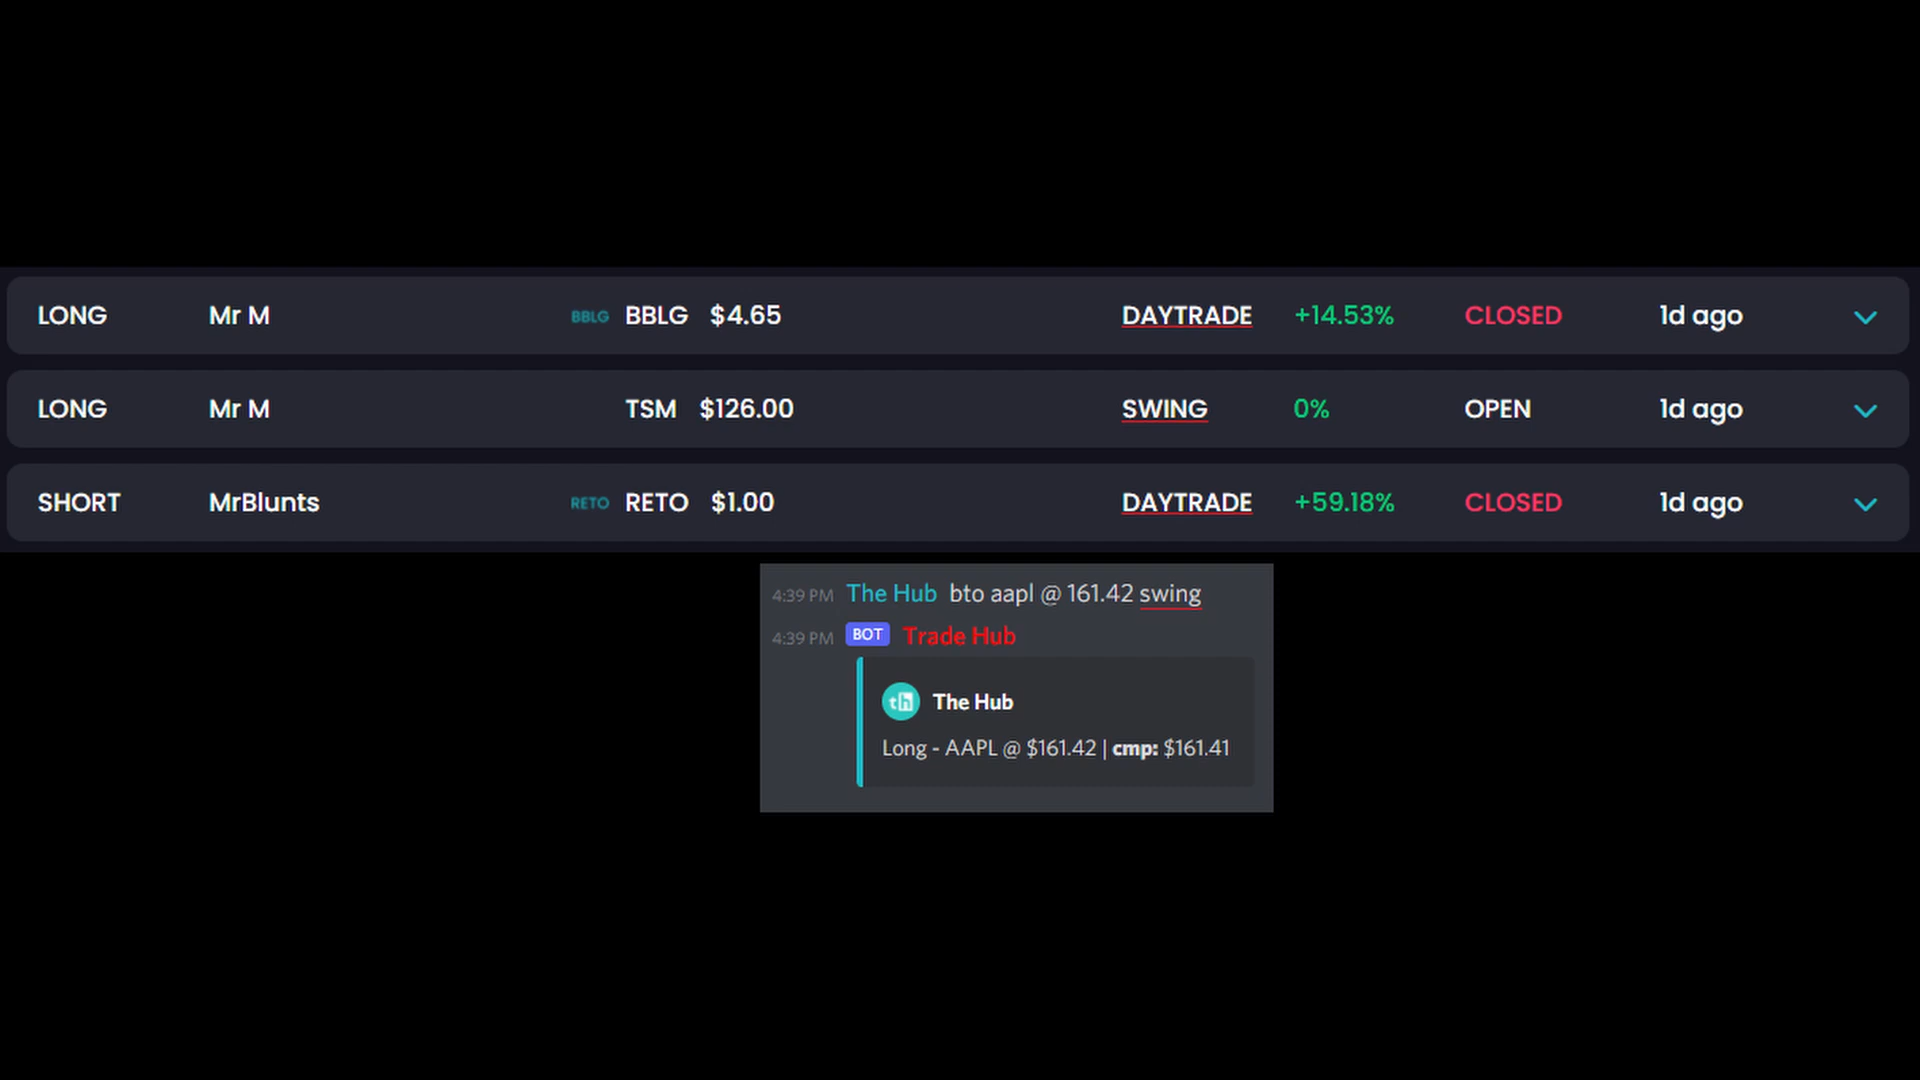 LONG Mr M BBLG BBLG $4.65 DAYTRADE +14.53% CLOSED 1d ago
LONG Mr M TSM $126.00 SWING 0% OPEN 1d ago
SHORT MrBlunts RETO RETO $1.00 DAYTRADE +59.18% CLOSED 1d ago
4:39 PM The Hub bto aapl @ 161.42 swing
4:39 PM BOT Trade Hub
th The Hub
Long - AAPL @ $161.42 | cmp: $161.41